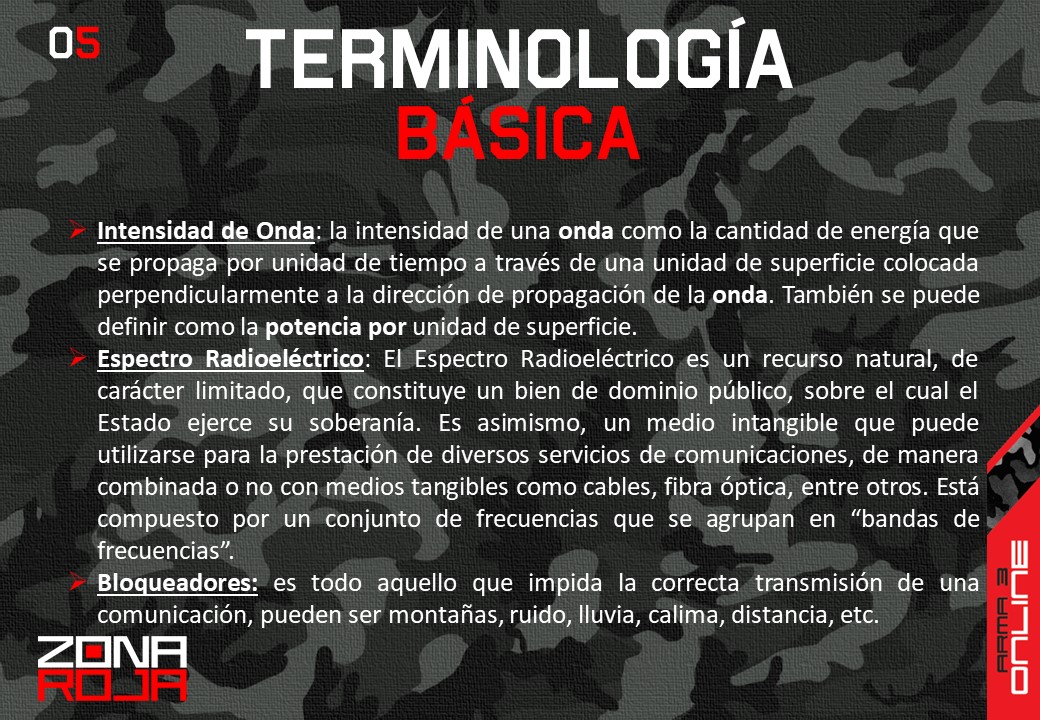 05
TERMINOLOGÍA
BÁSICA
➢ Intensidad de Onda: la intensidad de una onda como la cantidad de energía que
se propaga por unidad de tiempo a través de una unidad de superficie colocada
perpendicularmente a la dirección de propagación de la onda. También se puede
definir como la potencia por unidad de superficie.
➢ Espectro Radioeléctrico: El Espectro Radioeléctrico es un recurso natural, de
carácter limitado, que constituye un bien de dominio público, sobre el cual el
Estado ejerce su soberanía. Es asimismo, un medio intangible que puede
utilizarse para la prestación de diversos servicios de comunicaciones, de manera
combinada o no con medios tangibles como cables, fibra óptica, entre otros. Está
compuesto por un conjunto de frecuencias que se agrupan en “bandas de
frecuencias”.
➢ Bloqueadores: es todo aquello que impida la correcta transmisión de una
comunicación, pueden ser montañas, ruido, lluvia, calima, distancia, etc.
ZONA
ROJA
ARMA 3
ONLINE